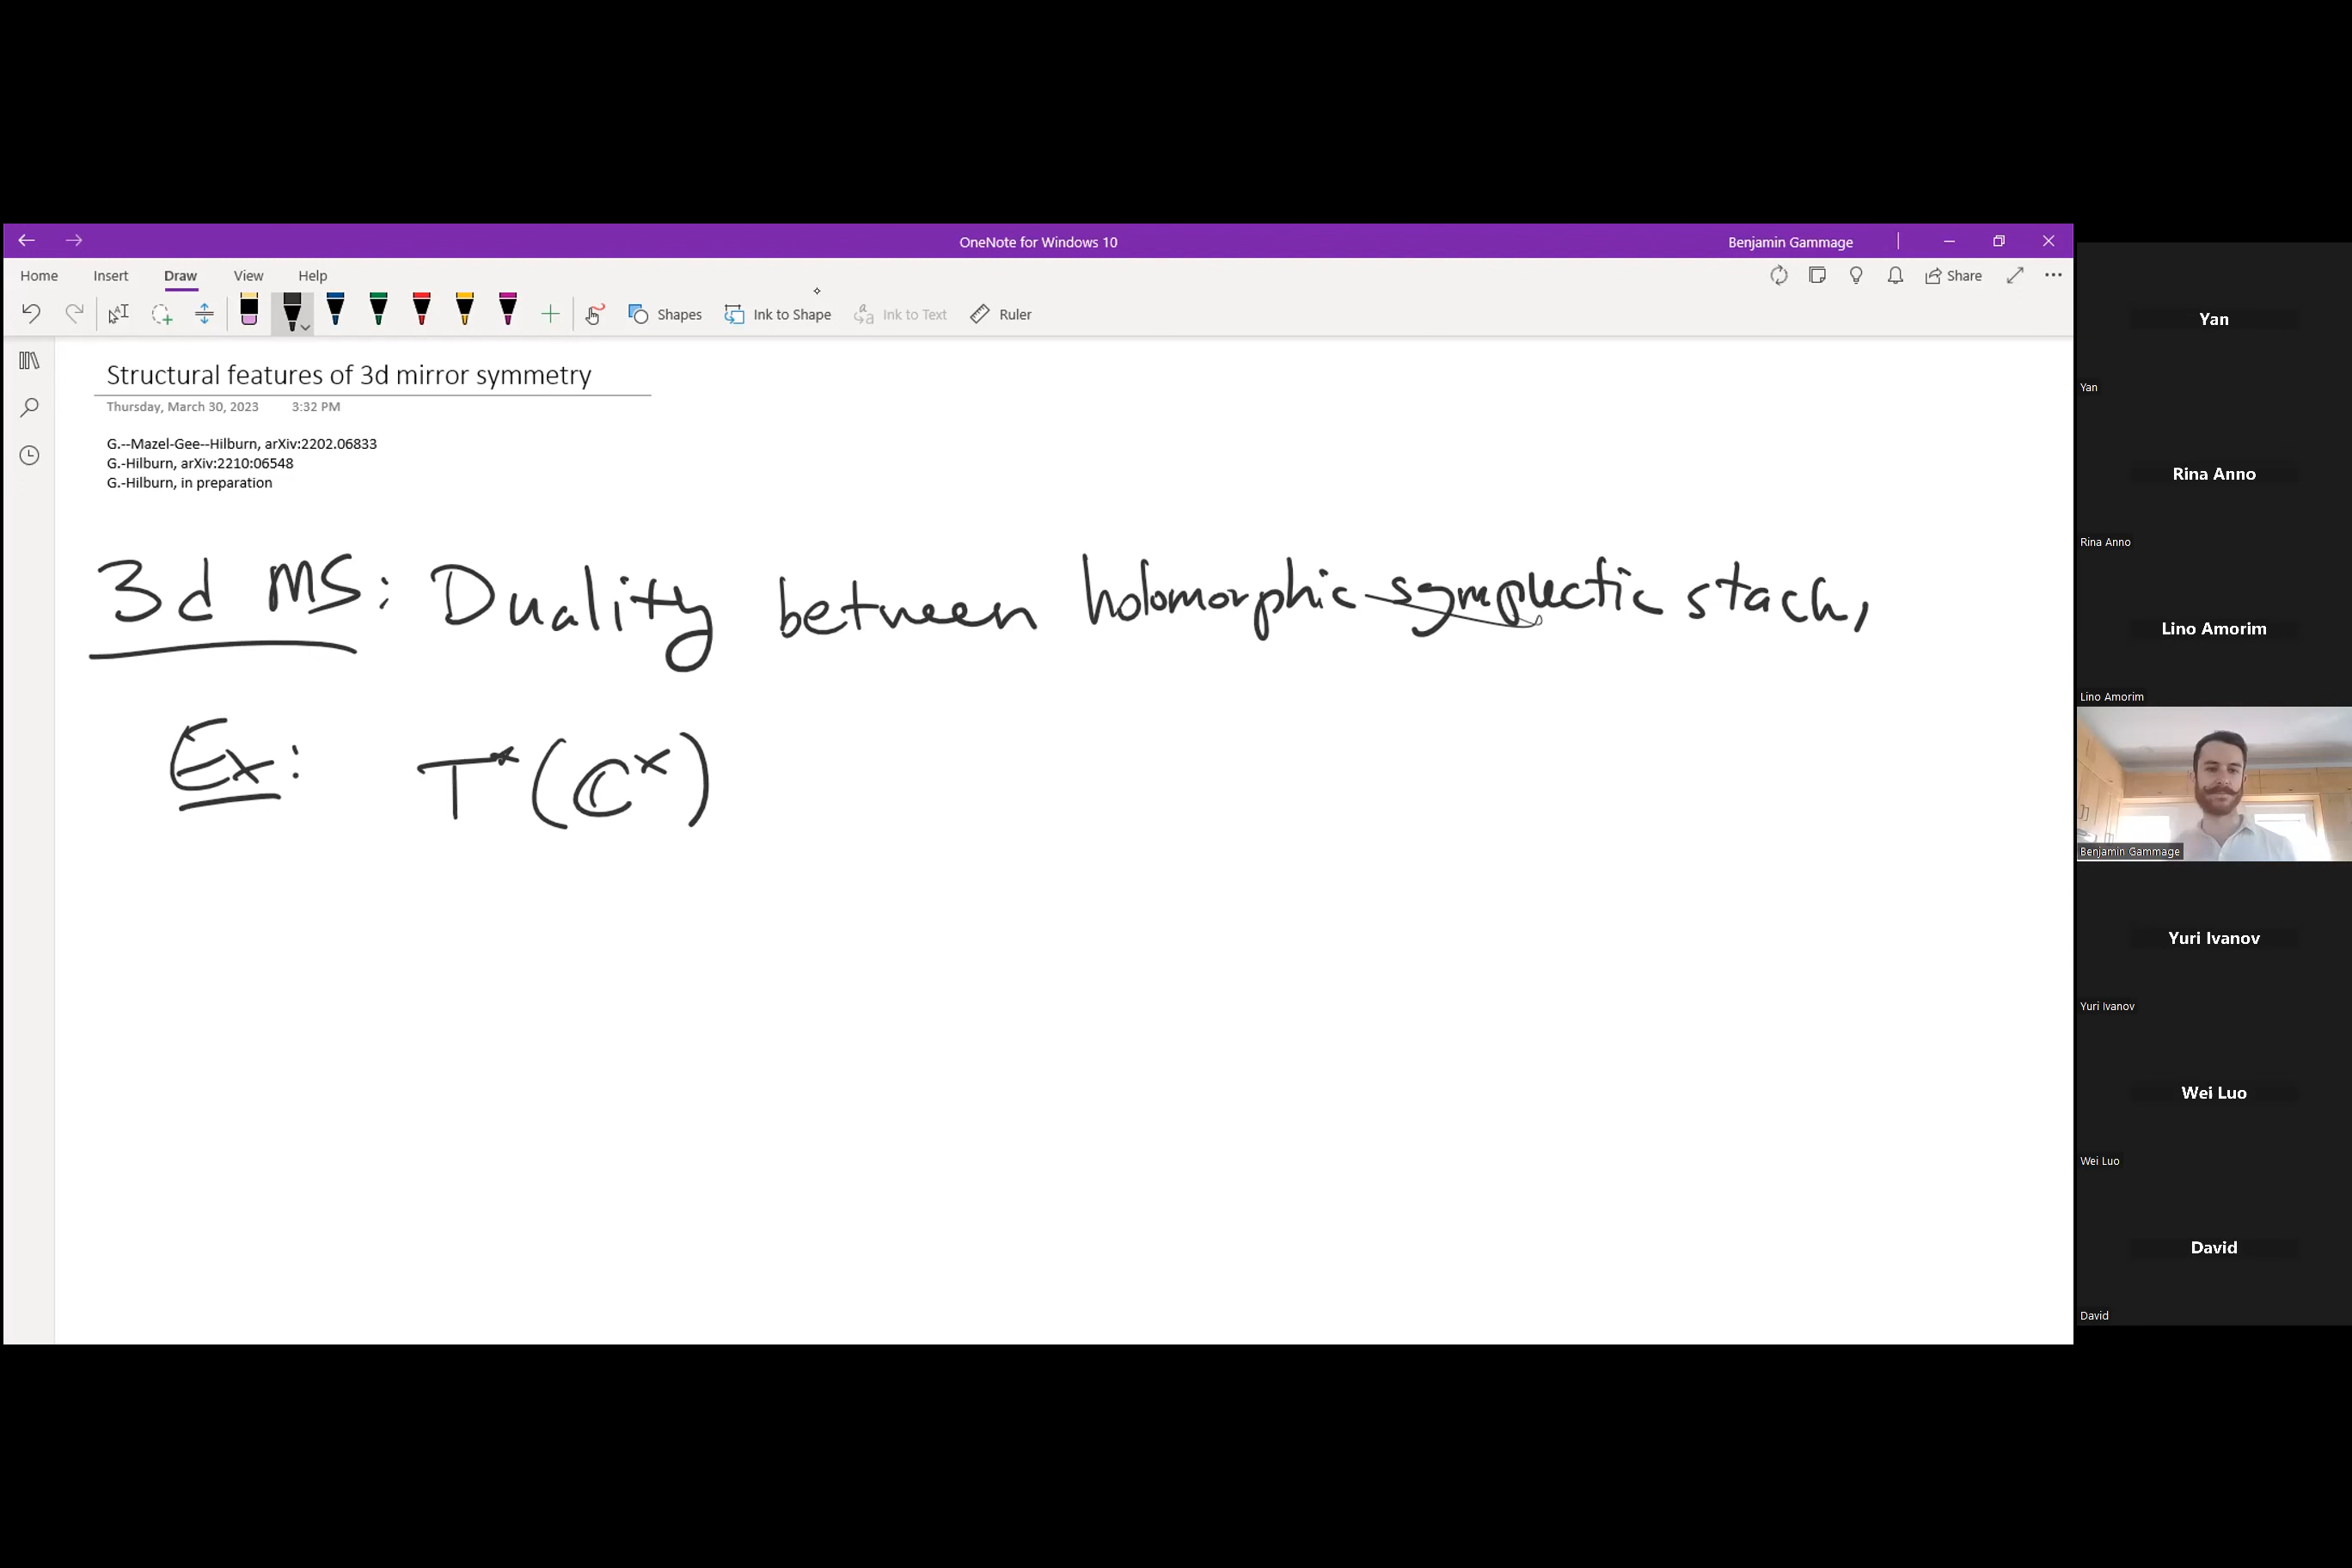 OneNote for Windows 10
Benjamin Gammage
Home Insert Draw View Help
Share
Shapes Ink to Shape Ink to Text Ruler
Structural features of 3d mirror symmetry
Thursday, March 30, 2023 3:32 PM
G.--Mazel-Gee--Hilburn, arXiv:2202.06833
G.-Hilburn, arXiv:2210:06548
G.-Hilburn, in preparation
3d MS: Duality between holomorphic symplectic stack,
Ex: T*(ℂ^×)
Yan
Yan
Rina Anno
Rina Anno
Lino Amorim
Lino Amorim
Benjamin Gammage
Yuri Ivanov
Yuri Ivanov
Wei Luo
Wei Luo
David
David